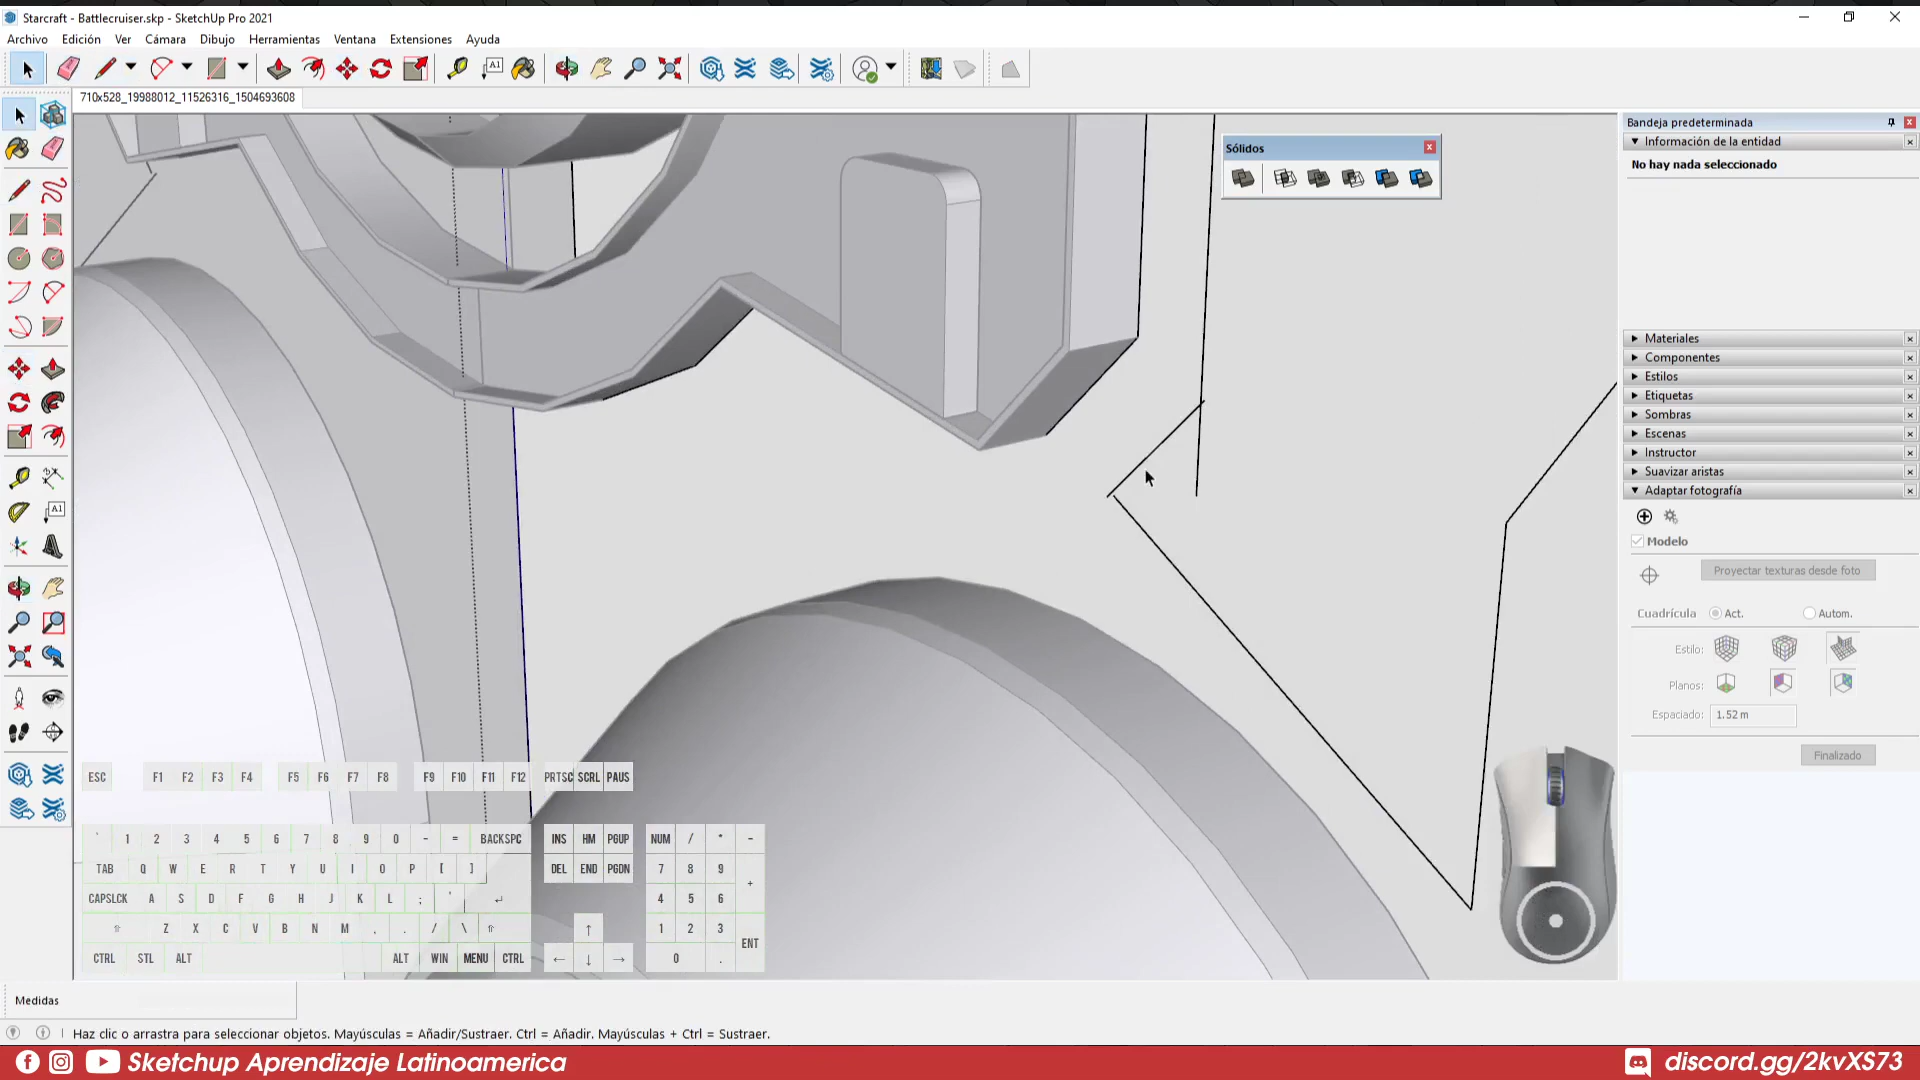 Starcraft - Battlecruiser.skp - SketchUp Pro 2021
Archivo Edición Ver Cámara Dibujo Herramientas Ventana Extensiones Ayuda
710x528_19988012_11526316_1504693608
Sólidos
Bandeja predeterminada
Información de la entidad
No hay nada seleccionado
Materiales
Componentes
Estilos
Etiquetas
Sombras
Escenas
Instructor
Suavizar aristas
Adaptar fotografía
Modelo
Proyectar texturas desde foto
Cuadrícula Act. Autom.
Estilo:
Planos:
Espaciado: 1.52 m
Finalizado
ESC F1 F2 F3 F4 F5 F6 F7 F8 F9 F10 F11 F12 PRTSC SCRL PAUS
` 1 2 3 4 5 6 7 8 9 0 - = BACKSPC INS HM PGUP NUM / * -
TAB Q W E R T Y U I O P [ ] DEL END PGDN 7 8 9 +
CAPSLCK A S D F G H J K L ; ' ↵ 4 5 6
⇧ Z X C V B N M , . / \ ⇧ ↑ 1 2 3 ENT
CTRL STL ALT ALT WIN MENU CTRL ← ↓ → 0 .
Medidas
Haz clic o arrastra para seleccionar objetos. Mayúsculas = Añadir/Sustraer. Ctrl = Añadir. Mayúsculas + Ctrl = Sustraer.
Sketchup Aprendizaje Latinoamerica
discord.gg/2kvXS73